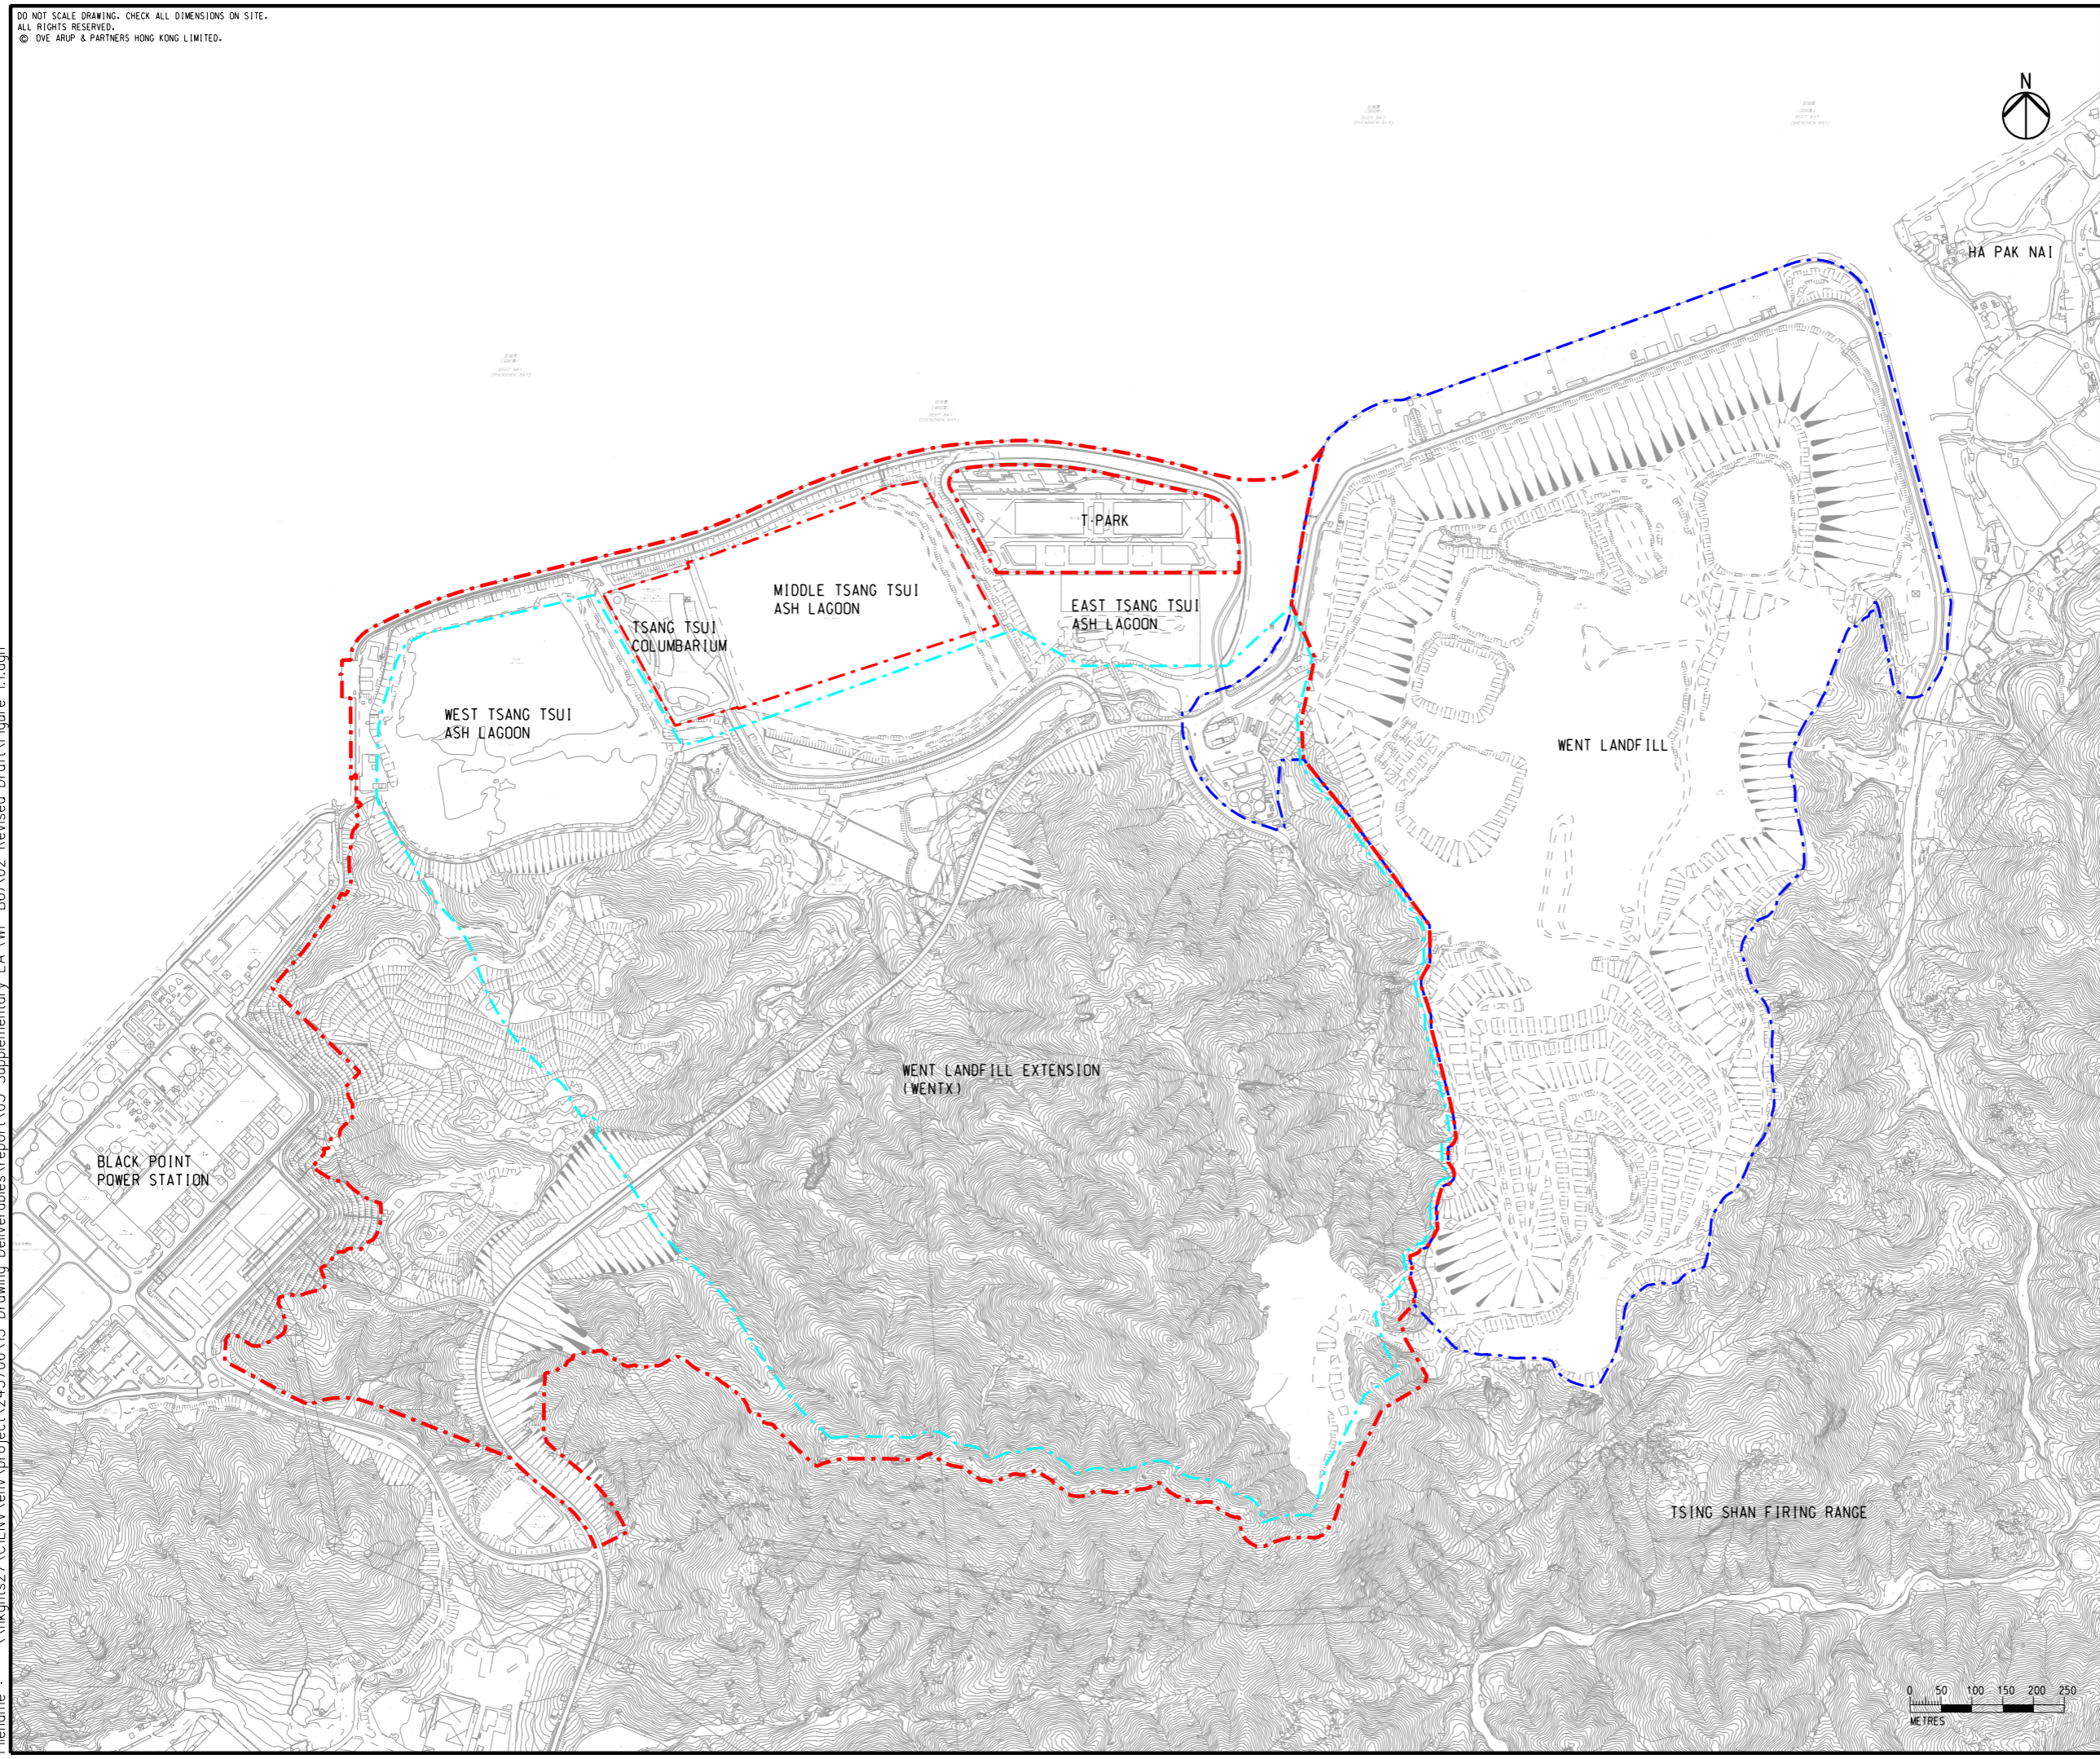 DO NOT SCALE DRAWING. CHECK ALL DIMENSIONS ON SITE.
ALL RIGHTS RESERVED.
© OVE ARUP & PARTNERS HONG KONG LIMITED.
N
HA PAK NAI
T·PARK
MIDDLE TSANG TSUI
ASH LAGOON
EAST TSANG TSUI
ASH LAGOON
TSANG TSUI
COLUMBARIUM
WEST TSANG TSUI
ASH LAGOON
WENT LANDFILL
WENT LANDFILL EXTENSION
(WENTX)
BLACK POINT
POWER STATION
TSING SHAN FIRING RANGE
0 50 100 150 200 250
METRES